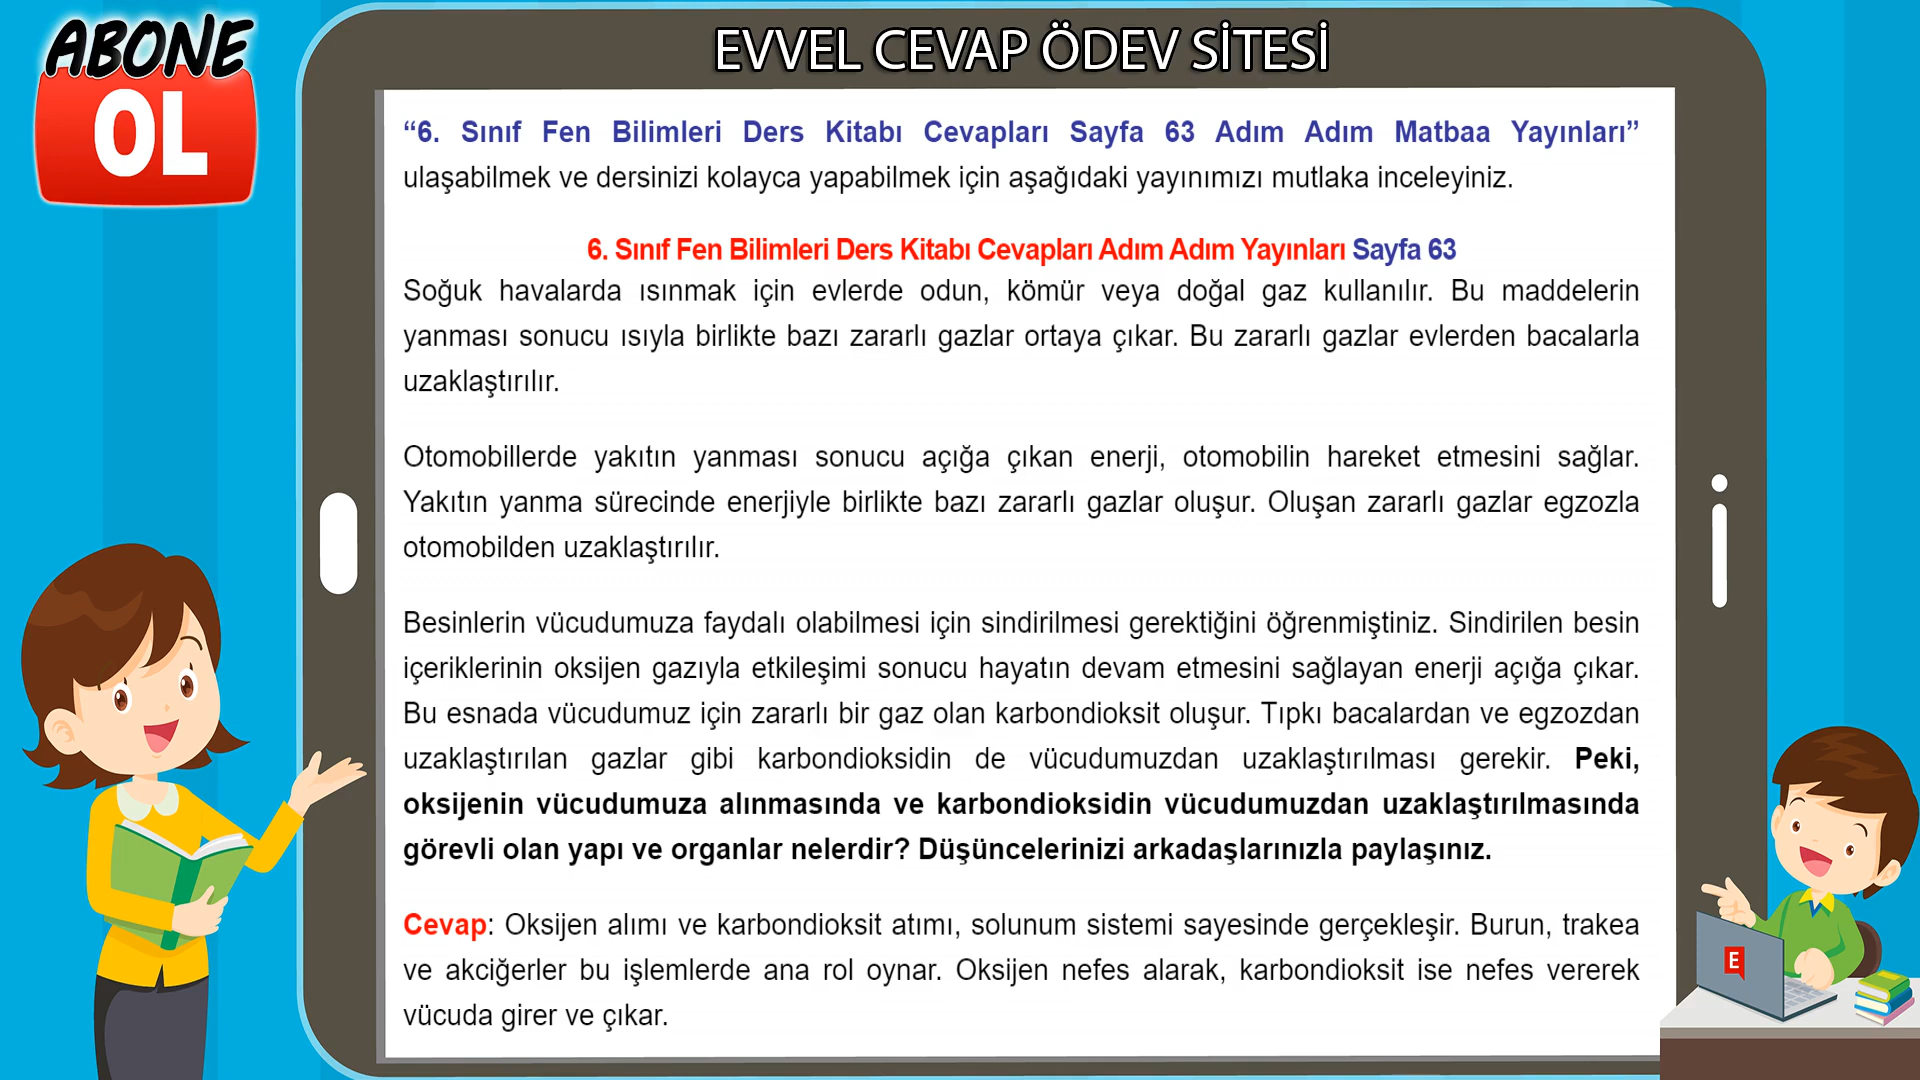 ABONE
OL
EVVEL CEVAP ÖDEV SİTESİ
“6. Sınıf Fen Bilimleri Ders Kitabı Cevapları Sayfa 63 Adım Adım Matbaa Yayınları”
ulaşabilmek ve dersinizi kolayca yapabilmek için aşağıdaki yayınımızı mutlaka inceleyiniz.
6. Sınıf Fen Bilimleri Ders Kitabı Cevapları Adım Adım Yayınları Sayfa 63
Soğuk havalarda ısınmak için evlerde odun, kömür veya doğal gaz kullanılır. Bu maddelerin
yanması sonucu ısıyla birlikte bazı zararlı gazlar ortaya çıkar. Bu zararlı gazlar evlerden bacalarla
uzaklaştırılır.
Otomobillerde yakıtın yanması sonucu açığa çıkan enerji, otomobilin hareket etmesini sağlar.
Yakıtın yanma sürecinde enerjiyle birlikte bazı zararlı gazlar oluşur. Oluşan zararlı gazlar egzozla
otomobilden uzaklaştırılır.
Besinlerin vücudumuza faydalı olabilmesi için sindirilmesi gerektiğini öğrenmiştiniz. Sindirilen besin
içeriklerinin oksijen gazıyla etkileşimi sonucu hayatın devam etmesini sağlayan enerji açığa çıkar.
Bu esnada vücudumuz için zararlı bir gaz olan karbondioksit oluşur. Tıpkı bacalardan ve egzozdan
uzaklaştırılan gazlar gibi karbondioksidin de vücudumuzdan uzaklaştırılması gerekir. Peki,
oksijenin vücudumuza alınmasında ve karbondioksidin vücudumuzdan uzaklaştırılmasında
görevli olan yapı ve organlar nelerdir? Düşüncelerinizi arkadaşlarınızla paylaşınız.
Cevap: Oksijen alımı ve karbondioksit atımı, solunum sistemi sayesinde gerçekleşir. Burun, trakea
ve akciğerler bu işlemlerde ana rol oynar. Oksijen nefes alarak, karbondioksit ise nefes vererek
vücuda girer ve çıkar.
E